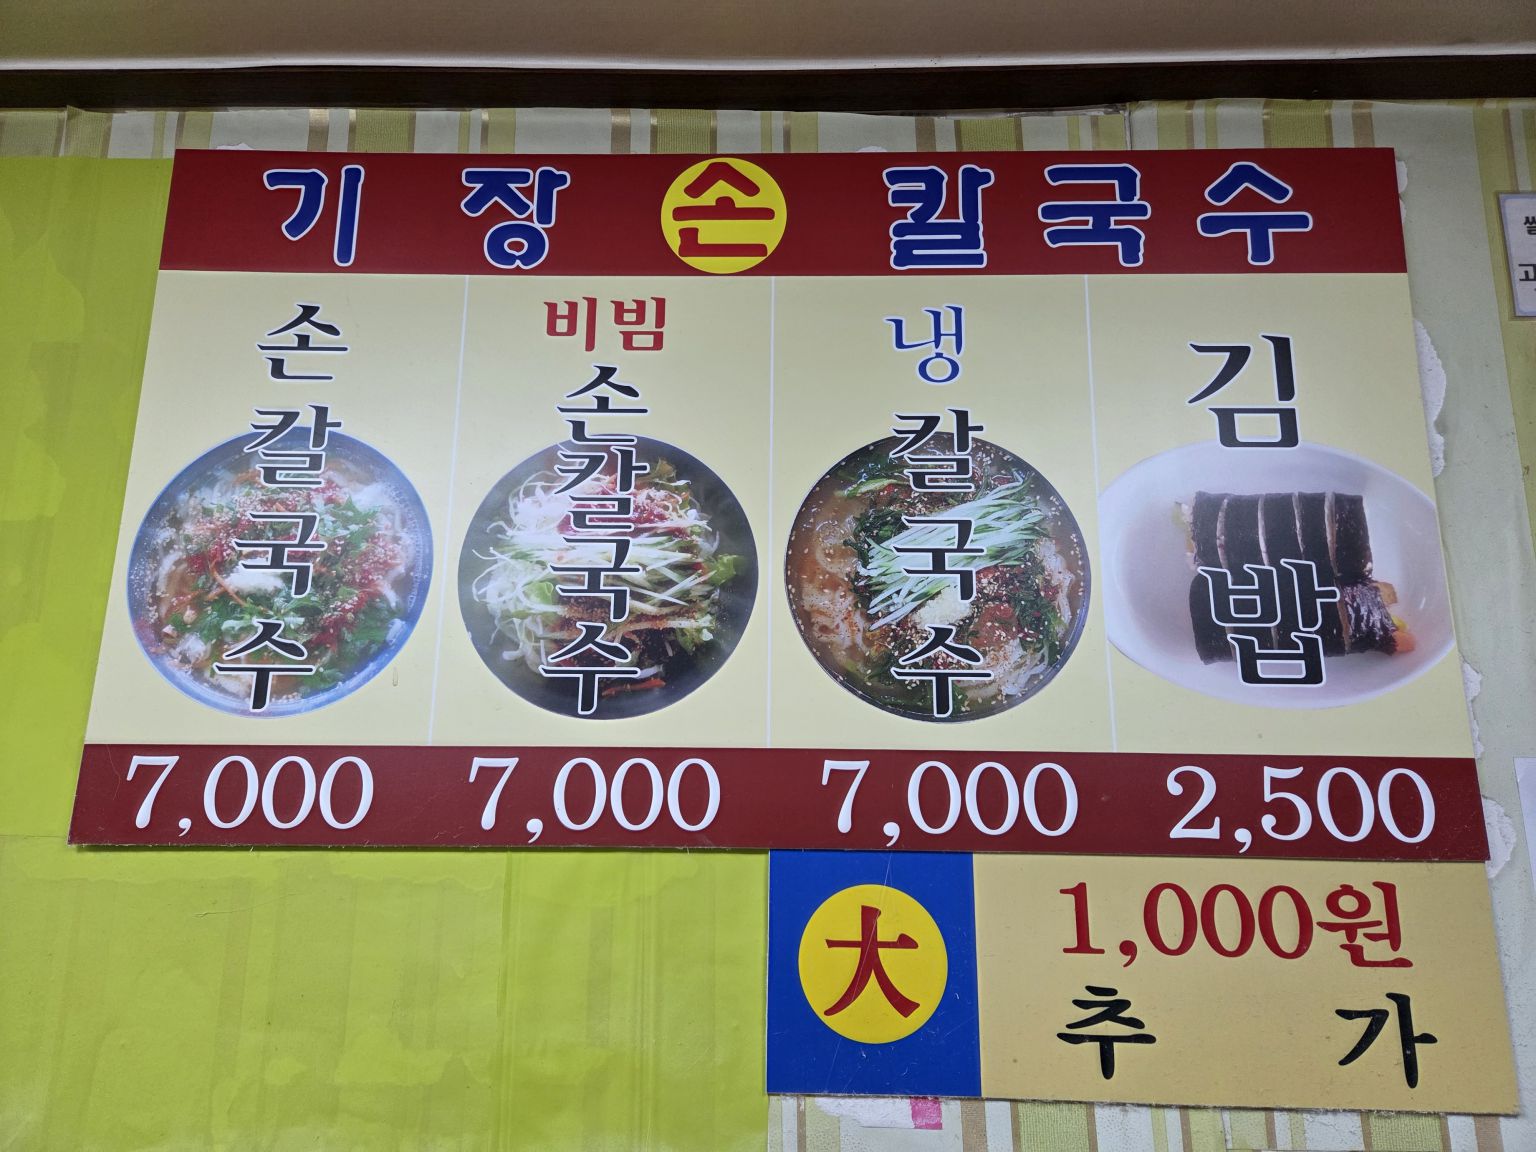 기장손칼국수
손칼국수
비빔
손칼국수
냉
칼국수
김밥
7,000
7,000
7,000
2,500
大
1,000원
추가